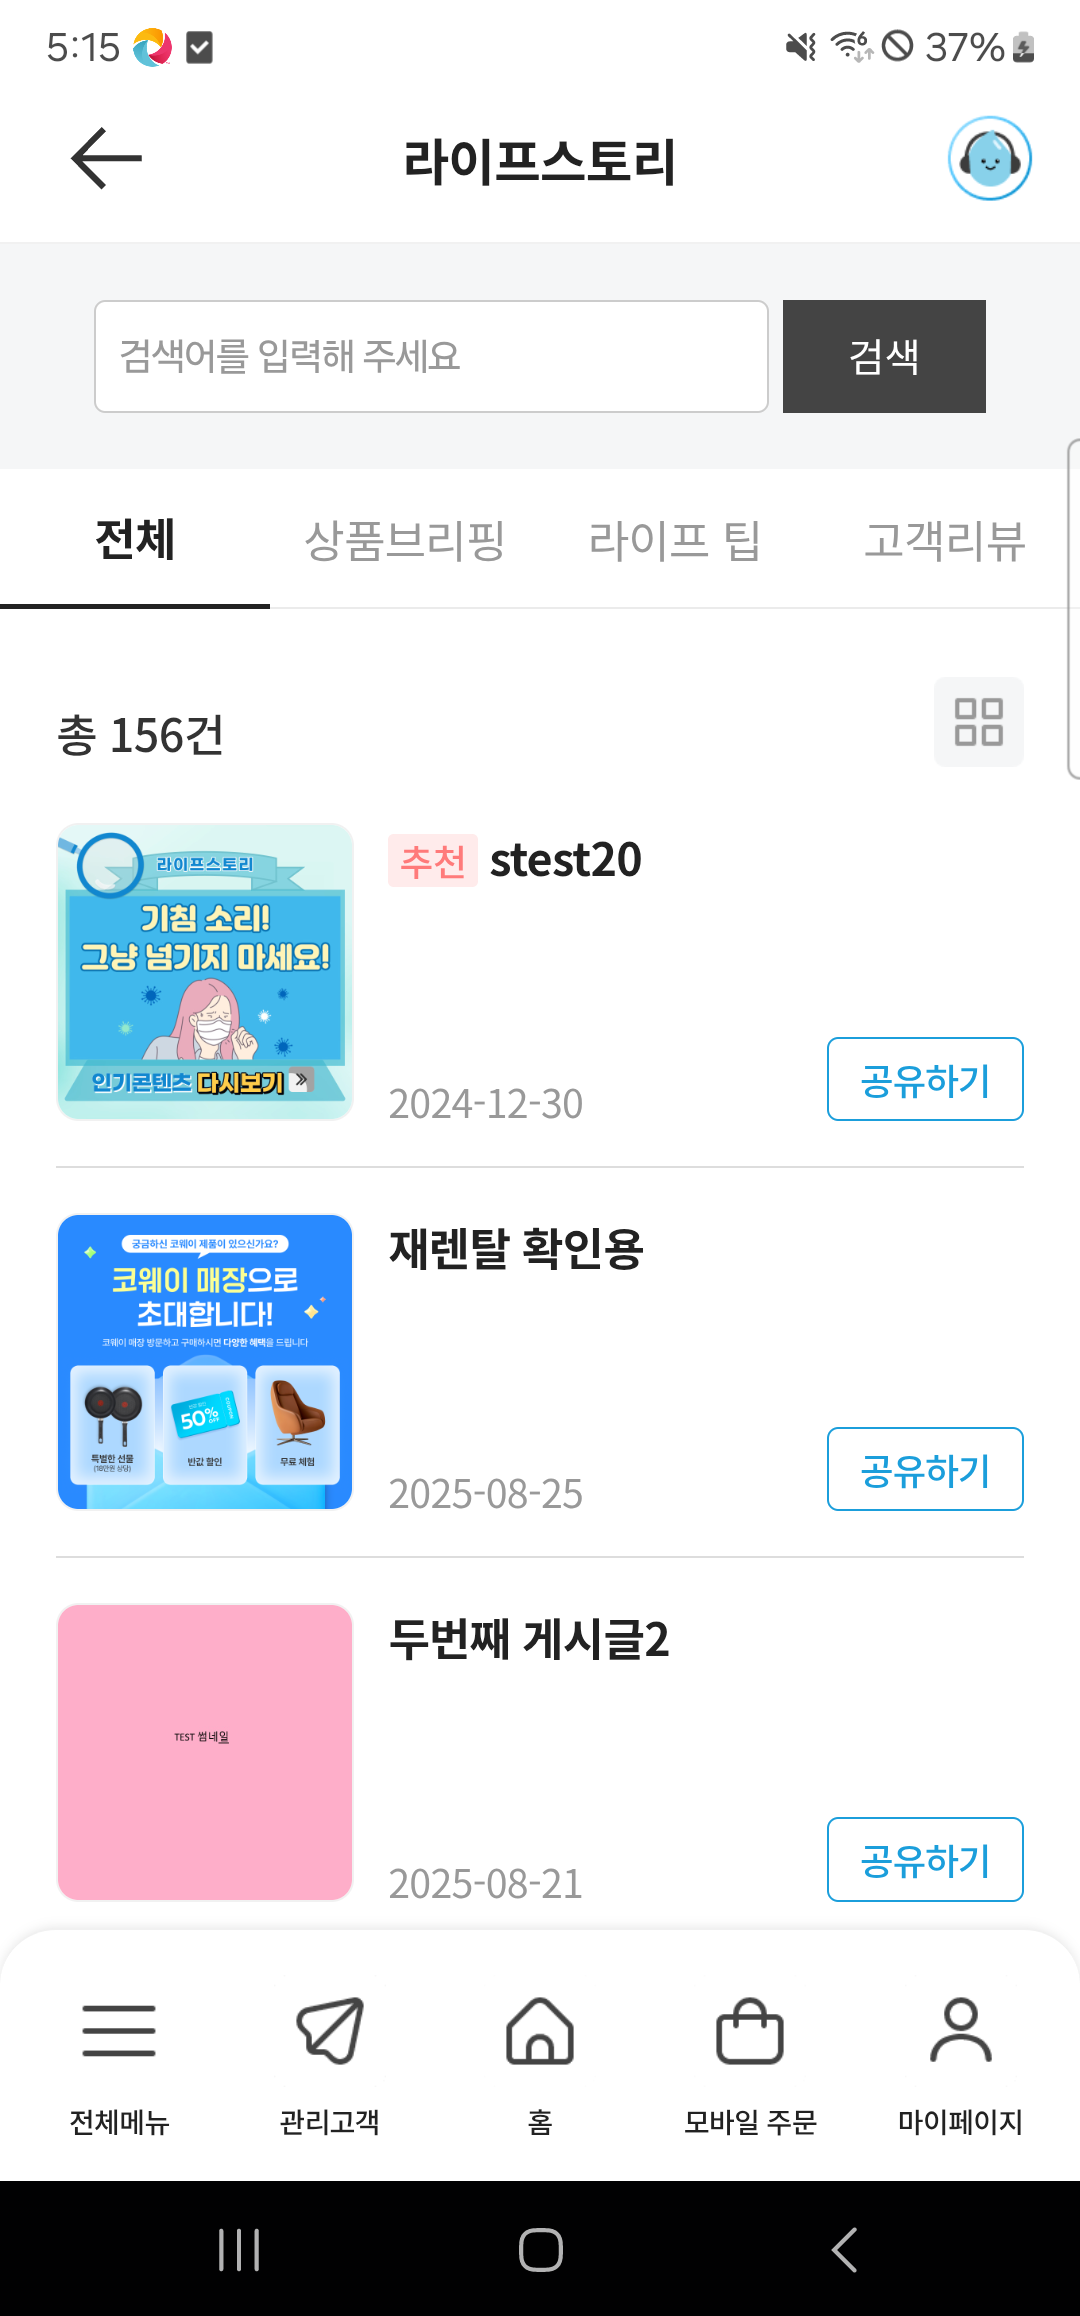 5:15
37%
라이프스토리
검색어를 입력해 주세요
검색
전체
상품브리핑
라이프 팁
고객리뷰
총 156건
라이프스토리
기침 소리!
그냥 넘기지 마세요!
인기콘텐츠 다시보기
추천 stest20
2024-12-30
공유하기
궁금하신 코웨이 제품이 있으신가요?
코웨이 매장으로
초대합니다!
코웨이 매장 방문하고 구매하시면 다양한 혜택을 드립니다
특별한 선물
(18만원 상당)
50%
OFF
COUPON
반값 할인
무료 체험
재렌탈 확인용
2025-08-25
공유하기
TEST 썸네일
두번째 게시글2
2025-08-21
공유하기
전체메뉴
관리고객
홈
모바일 주문
마이페이지